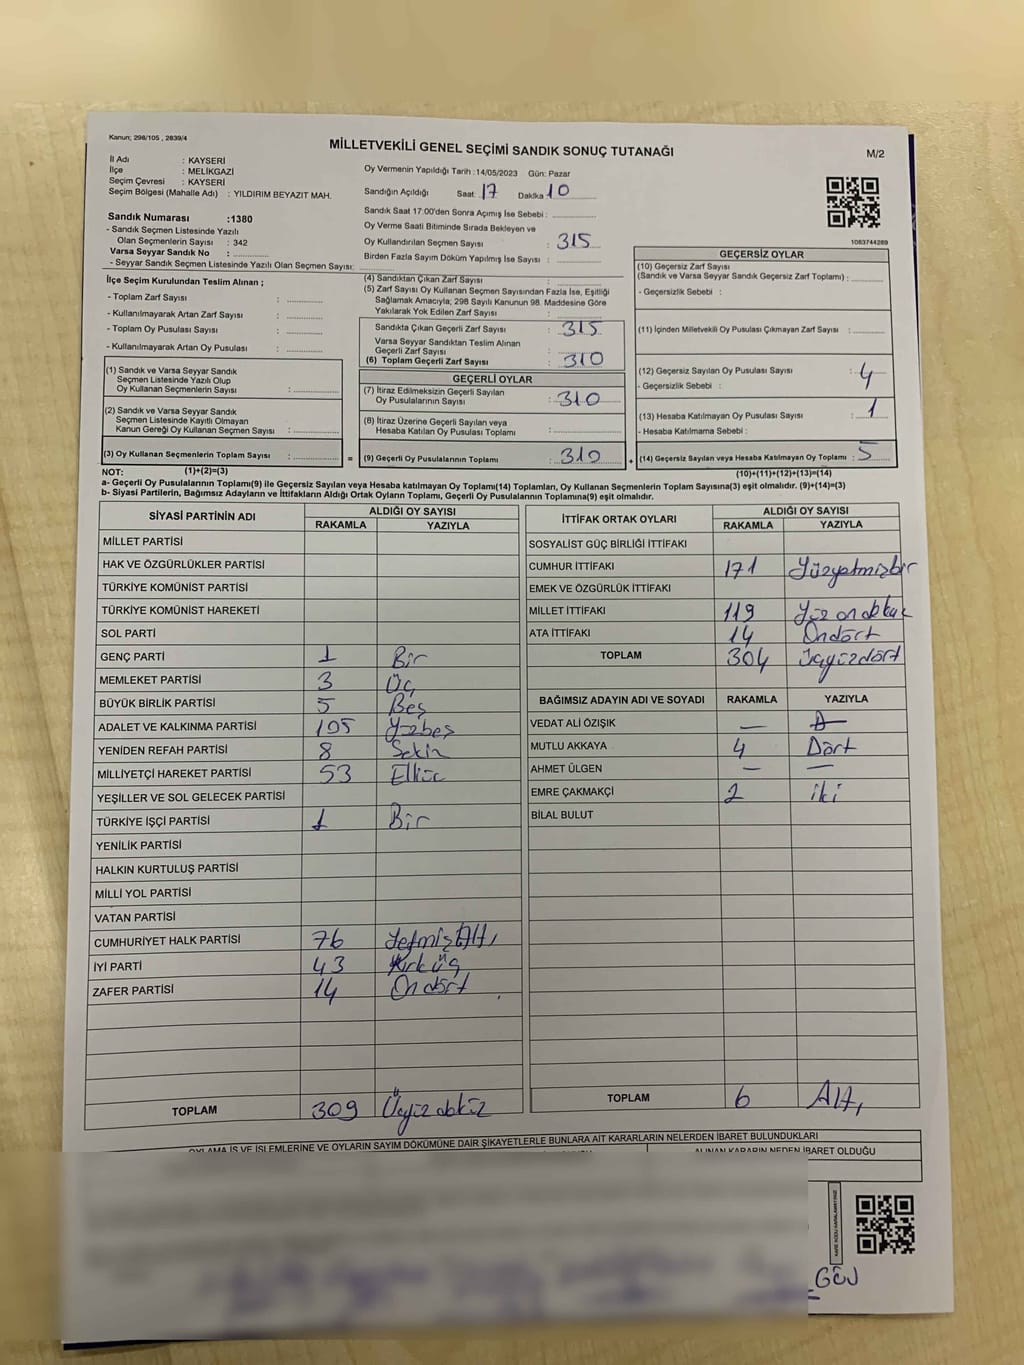 Kanun; 298/105 , 2839/4
MİLLETVEKİLİ GENEL SEÇİMİ SANDIK SONUÇ TUTANAĞI
M/2
İl Adı : KAYSERİ
İlçe : MELİKGAZİ
Seçim Çevresi : KAYSERİ
Seçim Bölgesi (Mahalle Adı) : YILDIRIM BEYAZIT MAH.
Sandık Numarası :1380
- Sandık Seçmen Listesinde Yazılı
Olan Seçmenlerin Sayısı : 342
Varsa Seyyar Sandık No :
- Seyyar Sandık Seçmen Listesinde Yazılı Olan Seçmen Sayısı:
Oy Vermenin Yapıldığı Tarih :14/05/2023 Gün: Pazar
Sandığın Açıldığı Saat: 17 Dakika 10
Sandık Saat 17:00'den Sonra Açılmış İse Sebebi :
Oy Verme Saati Bitiminde Sırada Bekleyen ve
Oy Kullandırılan Seçmen Sayısı : 315
Birden Fazla Sayım Döküm Yapılmış İse Sayısı :
1083744289
İlçe Seçim Kurulundan Teslim Alınan ;
- Toplam Zarf Sayısı :
- Kullanılmayarak Artan Zarf Sayısı :
- Toplam Oy Pusulası Sayısı :
- Kullanılmayarak Artan Oy Pusulası :
(1) Sandık ve Varsa Seyyar Sandık
Seçmen Listesinde Yazılı Olup
Oy Kullanan Seçmenlerin Sayısı :
(2) Sandık ve Varsa Seyyar Sandık
Seçmen Listesinde Kayıtlı Olmayan
Kanun Gereği Oy Kullanan Seçmen Sayısı :
(3) Oy Kullanan Seçmenlerin Toplam Sayısı : =
(4) Sandıktan Çıkan Zarf Sayısı :
(5) Zarf Sayısı Oy Kullanan Seçmen Sayısından Fazla İse, Eşitliği
Sağlamak Amacıyla; 298 Sayılı Kanunun 98. Maddesine Göre
Yakılarak Yok Edilen Zarf Sayısı :
Sandıkta Çıkan Geçerli Zarf Sayısı : 315
Varsa Seyyar Sandıktan Teslim Alınan
Geçerli Zarf Sayısı :
(6) Toplam Geçerli Zarf Sayısı : 310
GEÇERLİ OYLAR
(7) İtiraz Edilmeksizin Geçerli Sayılan
Oy Pusulalarının Sayısı : 310
(8) İtiraz Üzerine Geçerli Sayılan veya
Hesaba Katılan Oy Pusulası Toplamı :
(9) Geçerli Oy Pusulalarının Toplamı : 310 +
GEÇERSİZ OYLAR
(10) Geçersiz Zarf Sayısı
(Sandık ve Varsa Seyyar Sandık Geçersiz Zarf Toplamı) :
- Geçersizlik Sebebi :
(11) İçinden Milletvekili Oy Pusulası Çıkmayan Zarf Sayısı :
(12) Geçersiz Sayılan Oy Pusulası Sayısı : 4
- Geçersizlik Sebebi :
(13) Hesaba Katılmayan Oy Pusulası Sayısı : 1
- Hesaba Katılmama Sebebi :
(14) Geçersiz Sayılan veya Hesaba Katılmayan Oy Toplamı : 5
NOT: (1)+(2)=(3)
(10)+(11)+(12)+(13)=(14)
a- Geçerli Oy Pusulalarının Toplamı(9) ile Geçersiz Sayılan veya Hesaba Katılmayan Oy Toplamı(14) Toplamları, Oy Kullanan Seçmenlerin Toplam Sayısına(3) eşit olmalıdır. (9)+(14)=(3)
b- Siyasi Partilerin, Bağımsız Adayların ve İttifakların Aldığı Ortak Oyların Toplamı, Geçerli Oy Pusulalarının Toplamına(9) eşit olmalıdır.
SİYASİ PARTİNİN ADI
ALDIĞI OY SAYISI
RAKAMLA YAZIYLA
MİLLET PARTİSİ
HAK VE ÖZGÜRLÜKLER PARTİSİ
TÜRKİYE KOMÜNİST PARTİSİ
TÜRKİYE KOMÜNİST HAREKETİ
SOL PARTİ
GENÇ PARTİ 1 Bir
MEMLEKET PARTİSİ 3 Üç
BÜYÜK BİRLİK PARTİSİ 5 Beş
ADALET VE KALKINMA PARTİSİ 105 Yüzbeş
YENİDEN REFAH PARTİSİ 8 Sekiz
MİLLİYETÇİ HAREKET PARTİSİ 53 Elliüç
YEŞİLLER VE SOL GELECEK PARTİSİ
TÜRKİYE İŞÇİ PARTİSİ 1 Bir
YENİLİK PARTİSİ
HALKIN KURTULUŞ PARTİSİ
MİLLİ YOL PARTİSİ
VATAN PARTİSİ
CUMHURİYET HALK PARTİSİ 76 YetmişAltı
İYİ PARTİ 43 Kırküç
ZAFER PARTİSİ 14 Ondört
TOPLAM 309 Üçyüzdokuz
İTTİFAK ORTAK OYLARI
ALDIĞI OY SAYISI
RAKAMLA YAZIYLA
SOSYALİST GÜÇ BİRLİĞİ İTTİFAKI
CUMHUR İTTİFAKI 171 Yüzyetmişbir
EMEK VE ÖZGÜRLÜK İTTİFAKI
MİLLET İTTİFAKI 119 Yüzondokuz
ATA İTTİFAKI 14 Ondört
TOPLAM 304 Üçyüzdört
BAĞIMSIZ ADAYIN ADI VE SOYADI RAKAMLA YAZIYLA
VEDAT ALİ ÖZIŞIK —
MUTLU AKKAYA 4 Dört
AHMET ÜLGEN — —
EMRE ÇAKMAKÇİ 2 iki
BİLAL BULUT
TOPLAM 6 Altı
OYLAMA İŞ VE İŞLEMLERİNE VE OYLARIN SAYIM DÖKÜMÜNE DAİR ŞİKAYETLERLE BUNLARA AİT KARARLARIN NELERDEN İBARET BULUNDUKLARI
ALINAN KARARIN NEDEN İBARET OLDUĞU